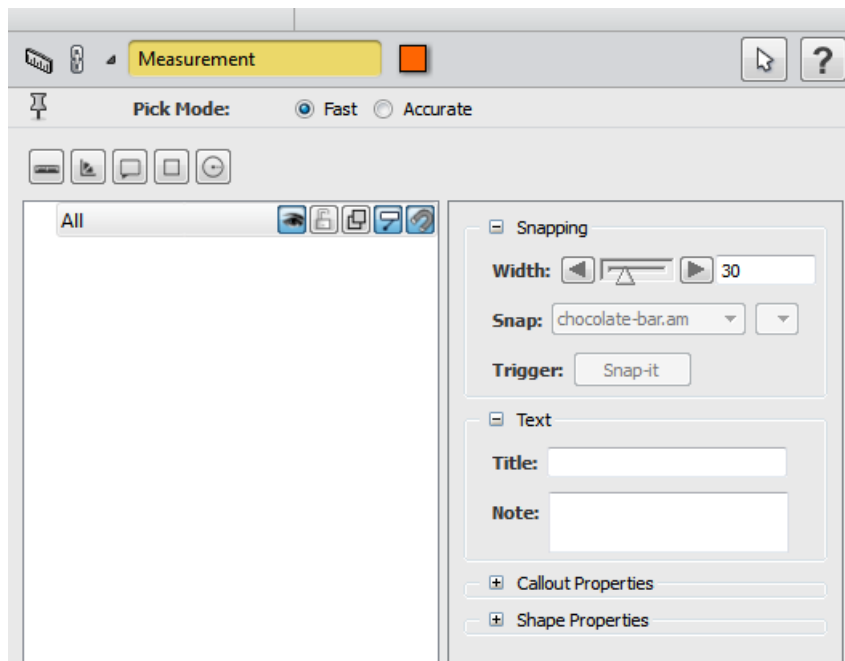 Measurement
?
Pick Mode: Fast Accurate
All
Snapping
Width: 30
Snap: chocolate-bar.am
Trigger: Snap-it
Text
Title:
Note:
Callout Properties
Shape Properties